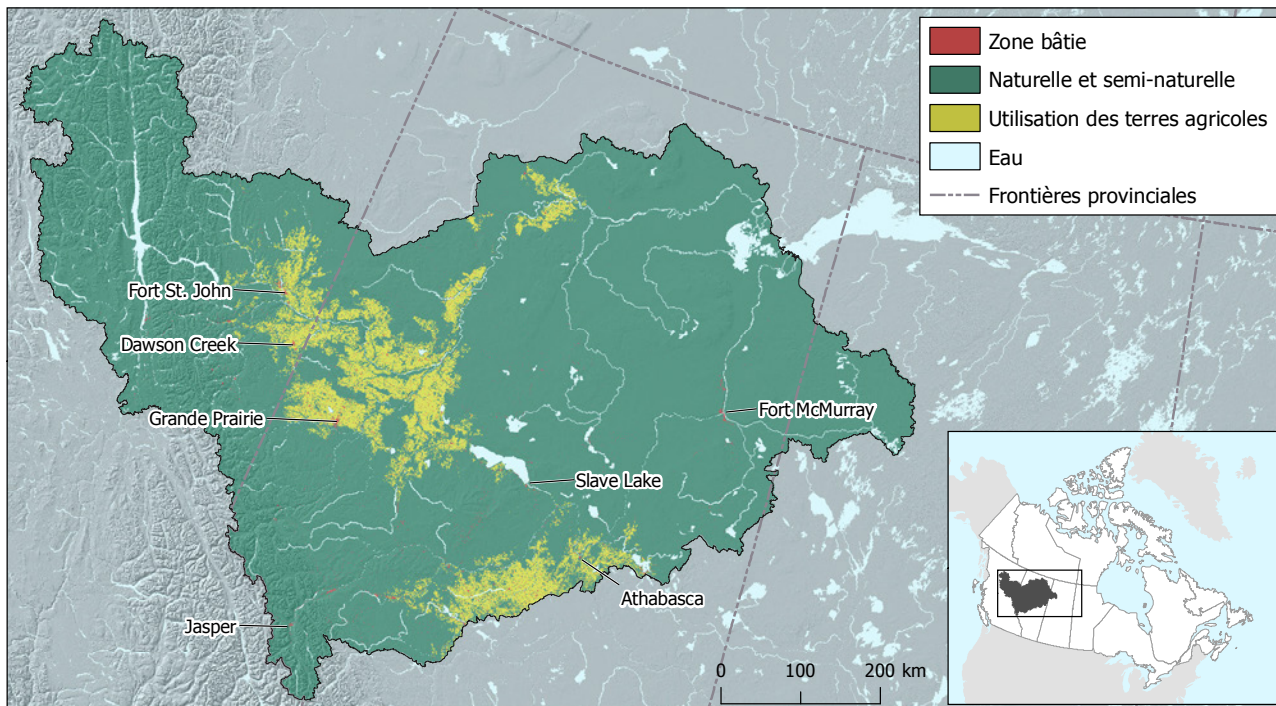 Zone bâtie
Naturelle et semi-naturelle
Utilisation des terres agricoles
Eau
Frontières provinciales
Fort St. John
Dawson Creek
Grande Prairie
Fort McMurray
Slave Lake
Athabasca
Jasper
0 100 200 km